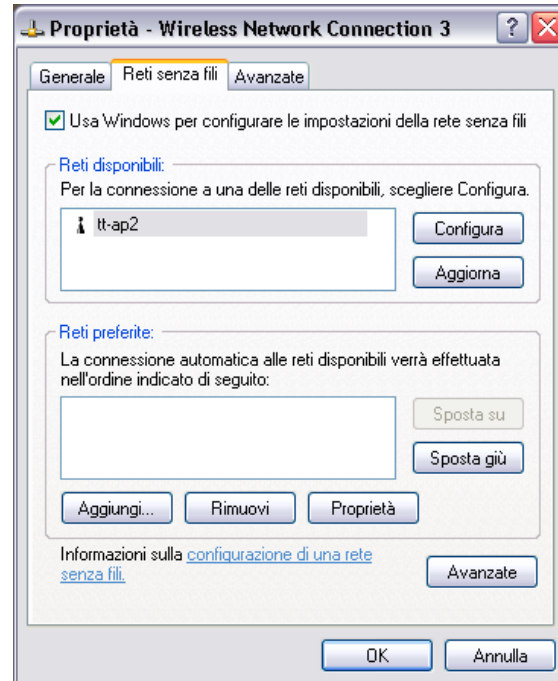 Proprietà - Wireless Network Connection 3
Generale
Reti senza fili
Avanzate
Usa Windows per configurare le impostazioni della rete senza fili
Reti disponibili:
Per la connessione a una delle reti disponibili, scegliere Configura.
tt-ap2
Configura
Aggiorna
Reti preferite:
La connessione automatica alle reti disponibili verrà effettuata
nell'ordine indicato di seguito:
Sposta su
Sposta giù
Aggiungi...
Rimuovi
Proprietà
Informazioni sulla configurazione di una rete
senza fili.
Avanzate
OK
Annulla